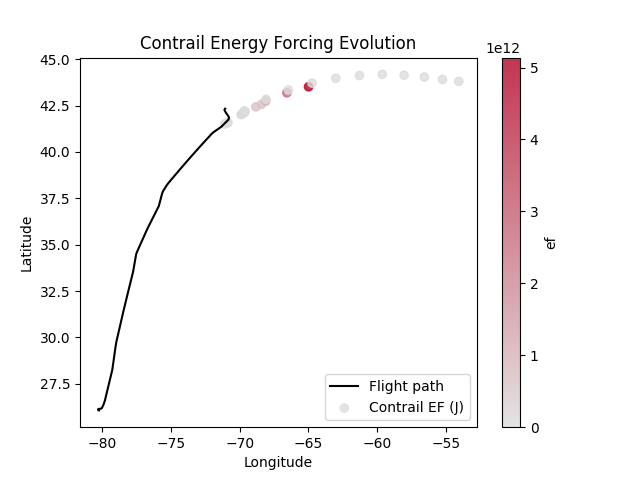 Contrail Energy Forcing Evolution
1e12
45.0
42.5
40.0
37.5
35.0
32.5
30.0
27.5
Latitude
−80
−75
−70
−65
−60
−55
Longitude
Flight path
Contrail EF (J)
5
4
3
2
1
0
ef